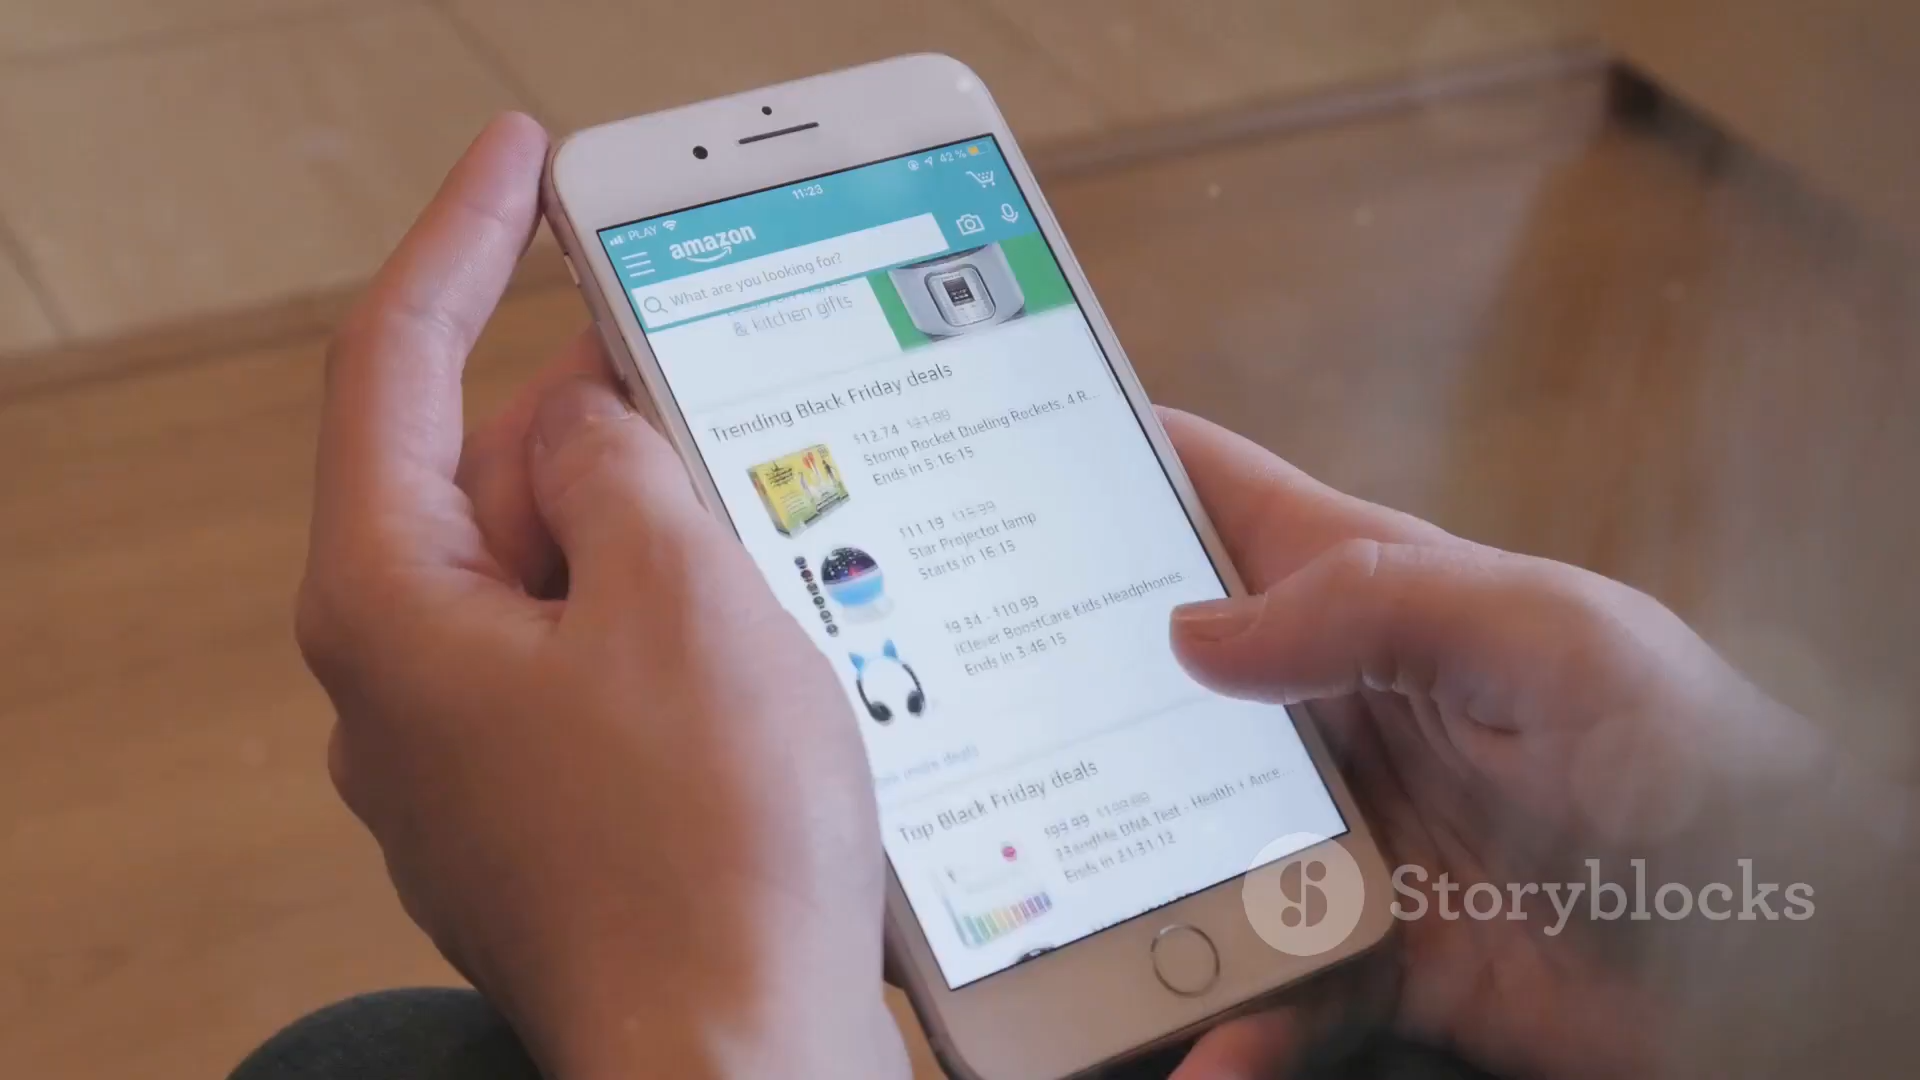 PLAY
11:23
42 %
amazon
What are you looking for?
& kitchen gifts
Trending Black Friday deals
$12.74 $21.99
Stomp Rocket Dueling Rockets, 4 R...
Ends in 5:16:15
$11.19 $15.99
Star Projector lamp
Starts in 16:15
$9.34 - $10.99
iClever BoostCare Kids Headphones
Ends in 3:46:15
See more deals
Top Black Friday deals
$99.99 $199.00
23andMe DNA Test - Health + Ance...
Ends in 21:31:12
Storyblocks